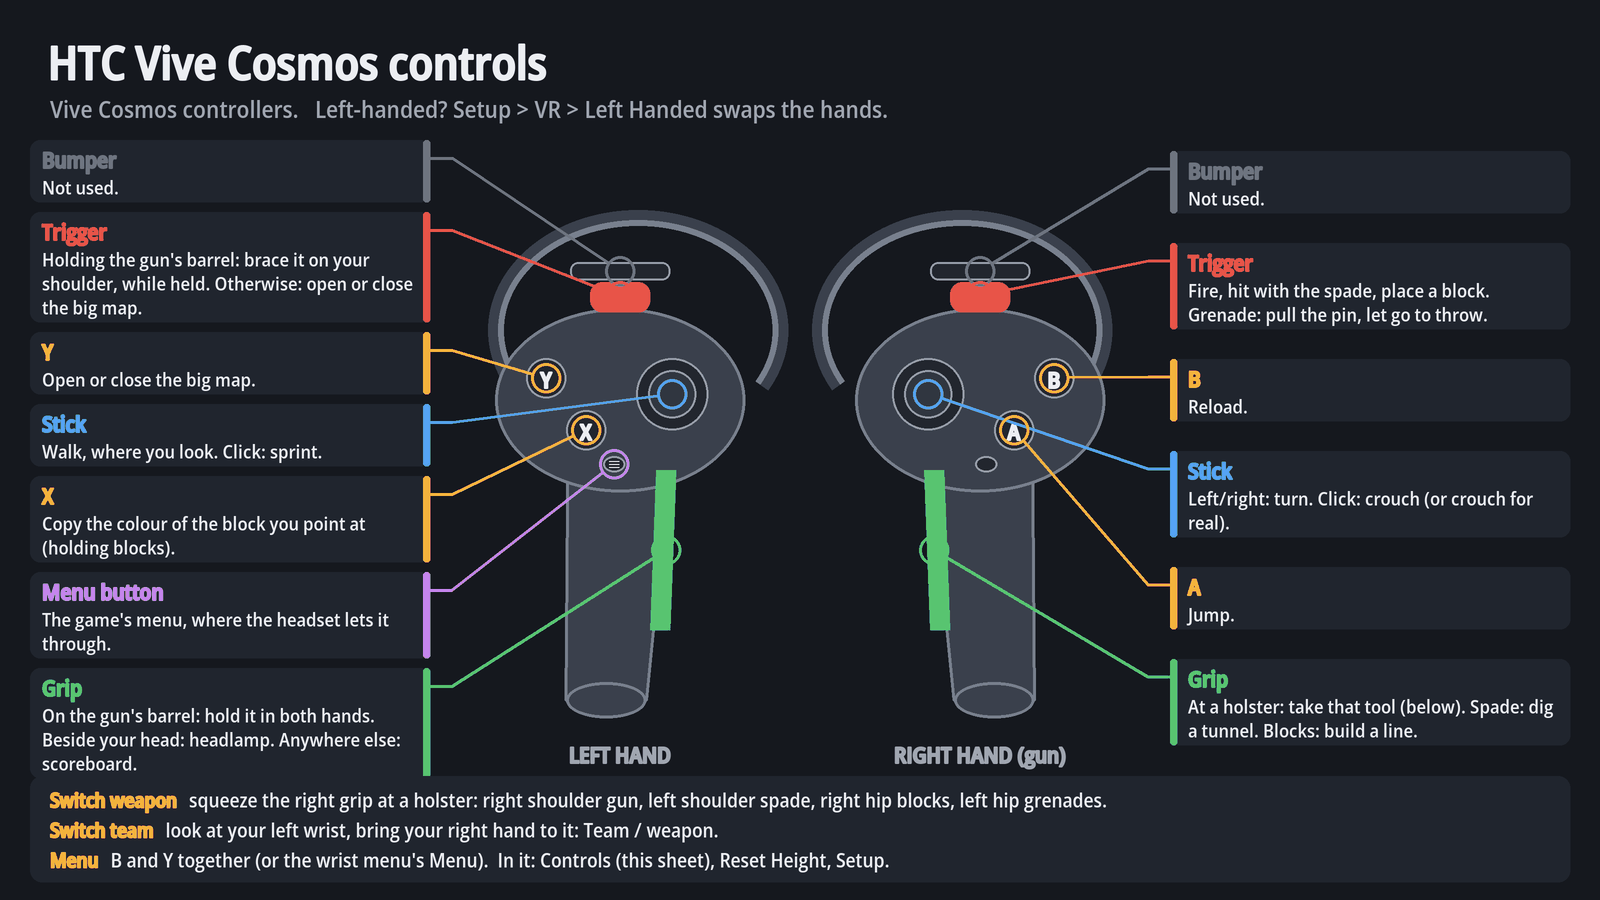 HTC Vive Cosmos controls
Vive Cosmos controllers.   Left-handed? Setup > VR > Left Handed swaps the hands.
Bumper
Not used.
Trigger
Holding the gun's barrel: brace it on your
shoulder, while held. Otherwise: open or close
the big map.
Y
Open or close the big map.
Stick
Walk, where you look. Click: sprint.
X
Copy the colour of the block you point at
(holding blocks).
Menu button
The game's menu, where the headset lets it
through.
Grip
On the gun's barrel: hold it in both hands.
Beside your head: headlamp. Anywhere else:
scoreboard.
Y
X
LEFT HAND
B
A
RIGHT HAND (gun)
Bumper
Not used.
Trigger
Fire, hit with the spade, place a block.
Grenade: pull the pin, let go to throw.
B
Reload.
Stick
Left/right: turn. Click: crouch (or crouch for
real).
A
Jump.
Grip
At a holster: take that tool (below). Spade: dig
a tunnel. Blocks: build a line.
Switch weapon squeeze the right grip at a holster: right shoulder gun, left shoulder spade, right hip blocks, left hip grenades.
Switch team look at your left wrist, bring your right hand to it: Team / weapon.
Menu B and Y together (or the wrist menu's Menu).  In it: Controls (this sheet), Reset Height, Setup.